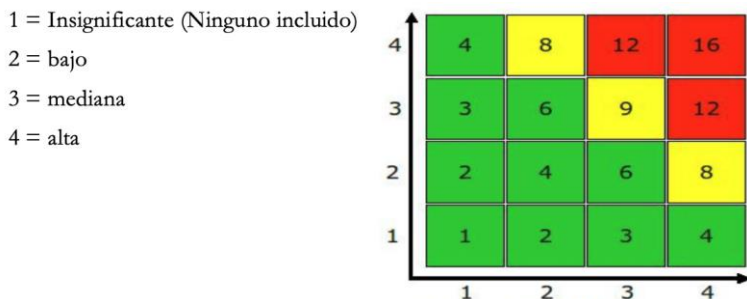 1 = Insignificante (Ninguno incluido)
2 = bajo
3 = mediana
4 = alta
4 4 8 12 16
3 3 6 9 12
2 2 4 6 8
1 1 2 3 4
1 2 3 4